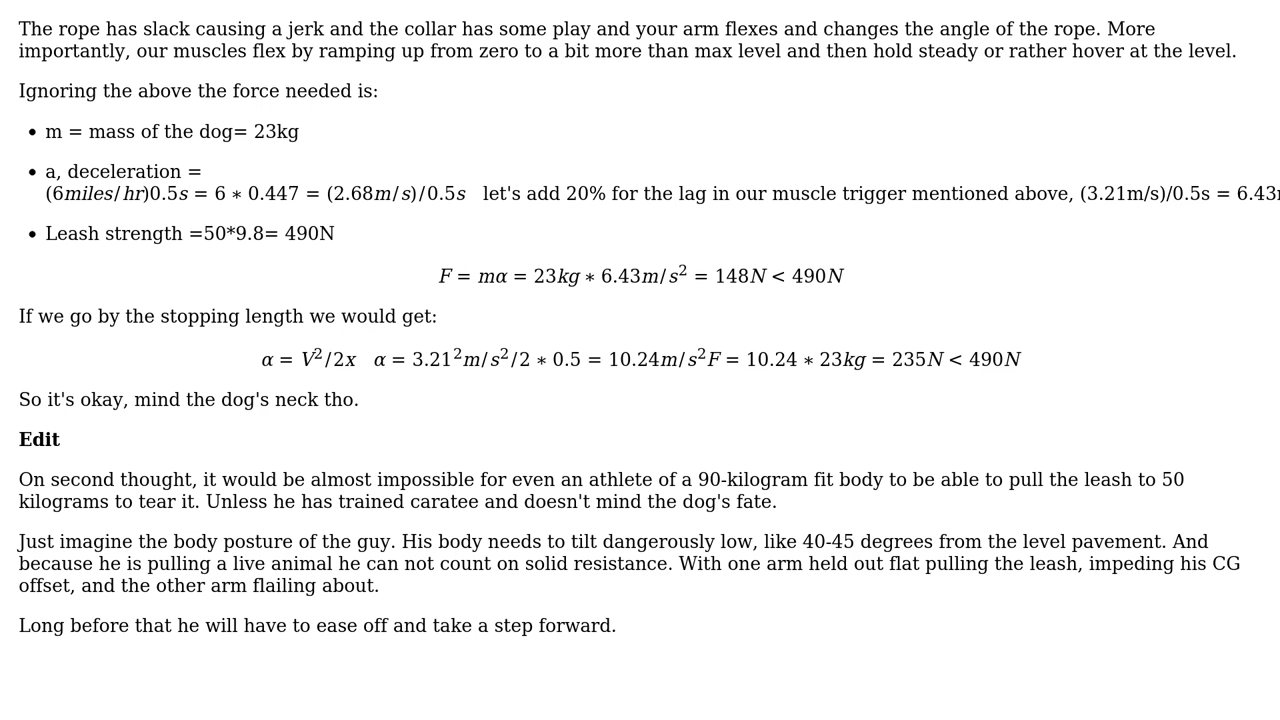 The rope has slack causing a jerk and the collar has some play and your arm flexes and changes the angle of the rope. More
importantly, our muscles flex by ramping up from zero to a bit more than max level and then hold steady or rather hover at the level.
Ignoring the above the force needed is:
• m = mass of the dog= 23kg
• a, deceleration =
(6miles/hr)0.5s = 6 ∗ 0.447 = (2.68m/s)/0.5s let's add 20% for the lag in our muscle trigger mentioned above, (3.21m/s)/0.5s = 6.43
• Leash strength =50*9.8= 490N
F = mα = 23kg ∗ 6.43m/s² = 148N < 490N
If we go by the stopping length we would get:
α = V²/2x α = 3.21²m/s²/2 ∗ 0.5 = 10.24m/s²F = 10.24 ∗ 23kg = 235N < 490N
So it's okay, mind the dog's neck tho.
Edit
On second thought, it would be almost impossible for even an athlete of a 90-kilogram fit body to be able to pull the leash to 50
kilograms to tear it. Unless he has trained caratee and doesn't mind the dog's fate.
Just imagine the body posture of the guy. His body needs to tilt dangerously low, like 40-45 degrees from the level pavement. And
because he is pulling a live animal he can not count on solid resistance. With one arm held out flat pulling the leash, impeding his CG
offset, and the other arm flailing about.
Long before that he will have to ease off and take a step forward.